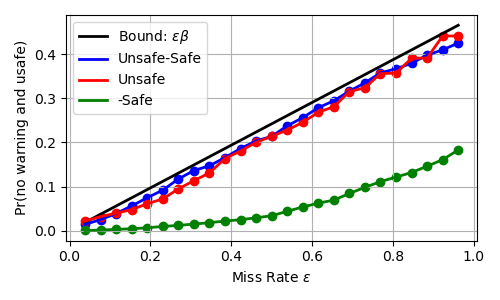 Bound: εβ
Unsafe-Safe
Unsafe
-Safe
Pr(no warning and usafe)
0.4
0.3
0.2
0.1
0.0
0.0 0.2 0.4 0.6 0.8 1.0
Miss Rate ε